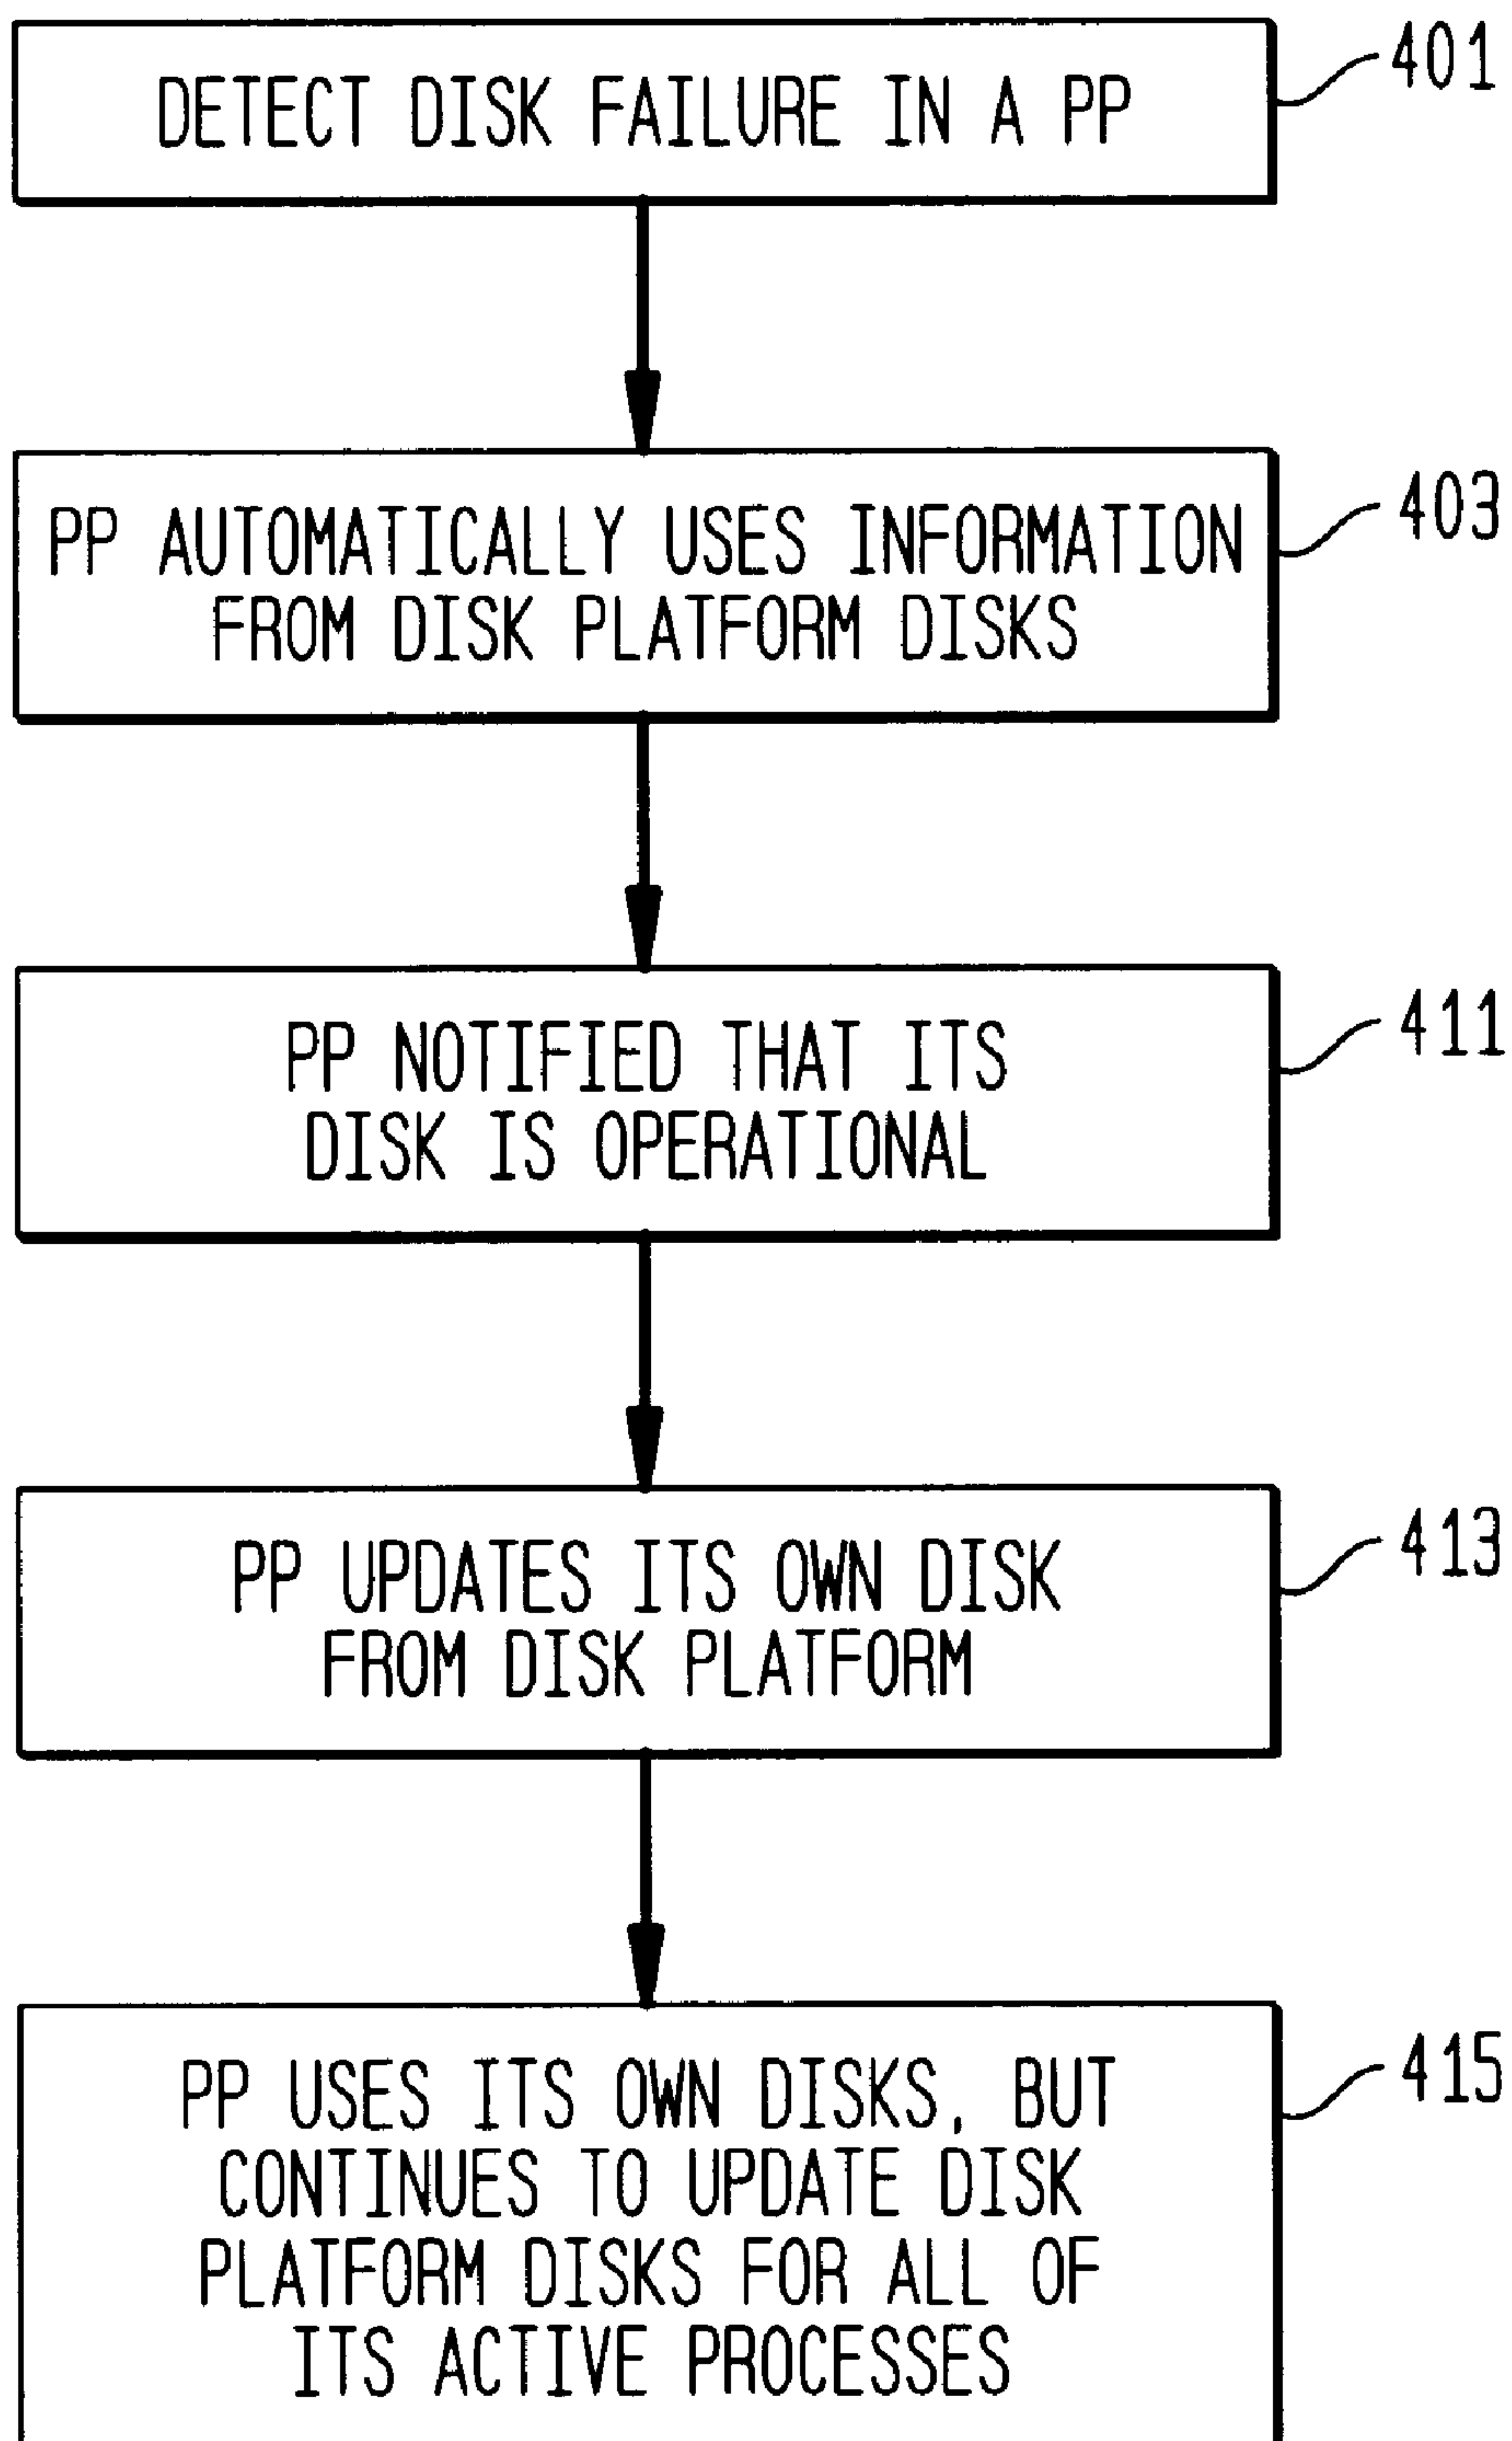 DETECT DISK FAILURE IN A PP
401
PP AUTOMATICALLY USES INFORMATION
FROM DISK PLATFORM DISKS
403
PP NOTIFIED THAT ITS
DISK IS OPERATIONAL
411
PP UPDATES ITS OWN DISK
FROM DISK PLATFORM
413
PP USES ITS OWN DISKS, BUT
CONTINUES TO UPDATE DISK
PLATFORM DISKS FOR ALL OF
ITS ACTIVE PROCESSES
415